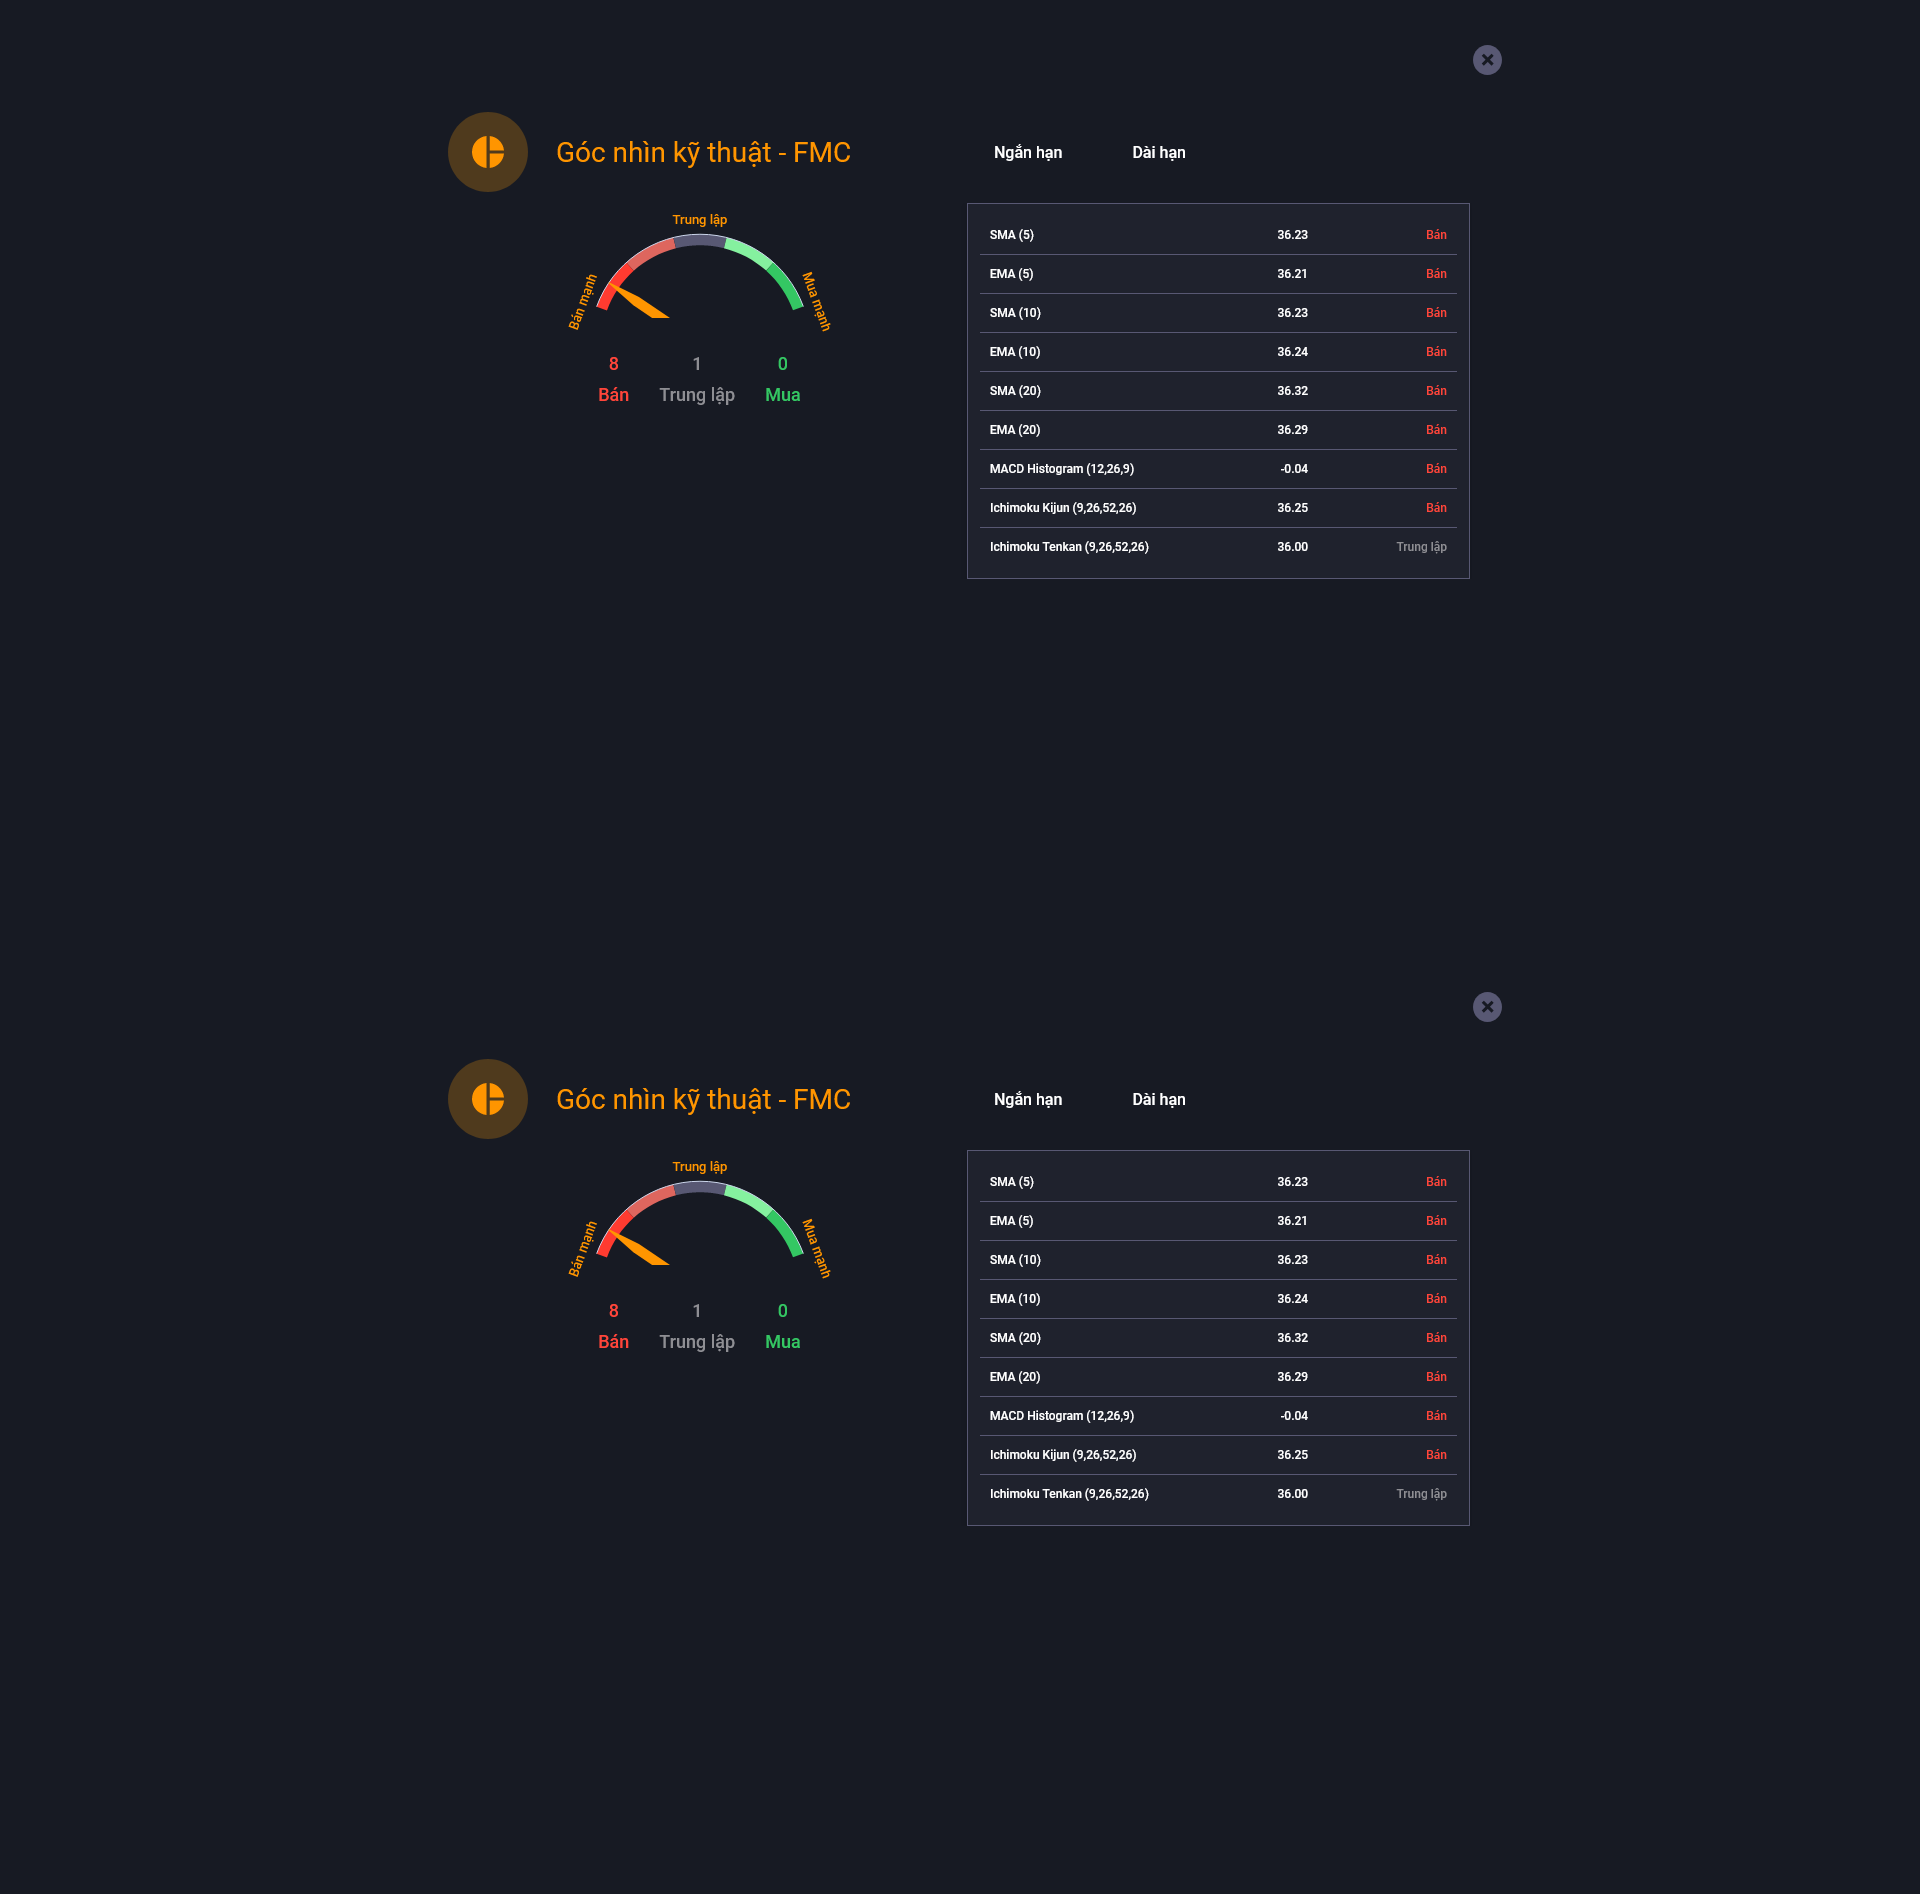 Góc nhìn kỹ thuật - FMC
Ngắn hạn Dài hạn
Trung lập
Bán mạnh
Mua mạnh
8 1 0
Bán Trung lập Mua
SMA (5) 36.23 Bán
EMA (5) 36.21 Bán
SMA (10) 36.23 Bán
EMA (10) 36.24 Bán
SMA (20) 36.32 Bán
EMA (20) 36.29 Bán
MACD Histogram (12,26,9) -0.04 Bán
Ichimoku Kijun (9,26,52,26) 36.25 Bán
Ichimoku Tenkan (9,26,52,26) 36.00 Trung lập
Góc nhìn kỹ thuật - FMC
Ngắn hạn Dài hạn
Trung lập
Bán mạnh
Mua mạnh
8 1 0
Bán Trung lập Mua
SMA (5) 36.23 Bán
EMA (5) 36.21 Bán
SMA (10) 36.23 Bán
EMA (10) 36.24 Bán
SMA (20) 36.32 Bán
EMA (20) 36.29 Bán
MACD Histogram (12,26,9) -0.04 Bán
Ichimoku Kijun (9,26,52,26) 36.25 Bán
Ichimoku Tenkan (9,26,52,26) 36.00 Trung lập